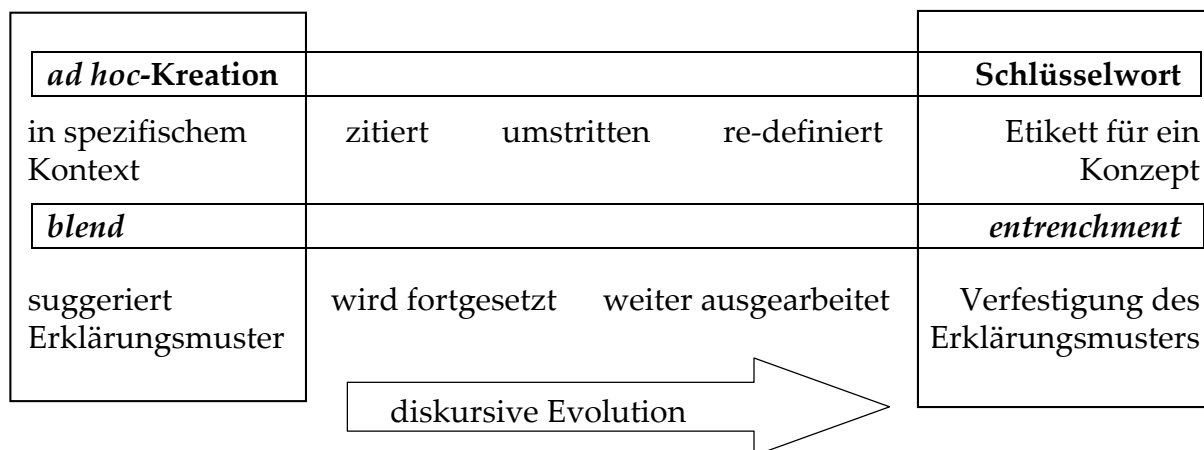 ad hoc-Kreation Schlüsselwort
in spezifischem zitiert umstritten re-definiert Etikett für ein
Kontext Konzept
blend entrenchment
suggeriert wird fortgesetzt weiter ausgearbeitet Verfestigung des
Erklärungsmuster Erklärungsmusters
diskursive Evolution